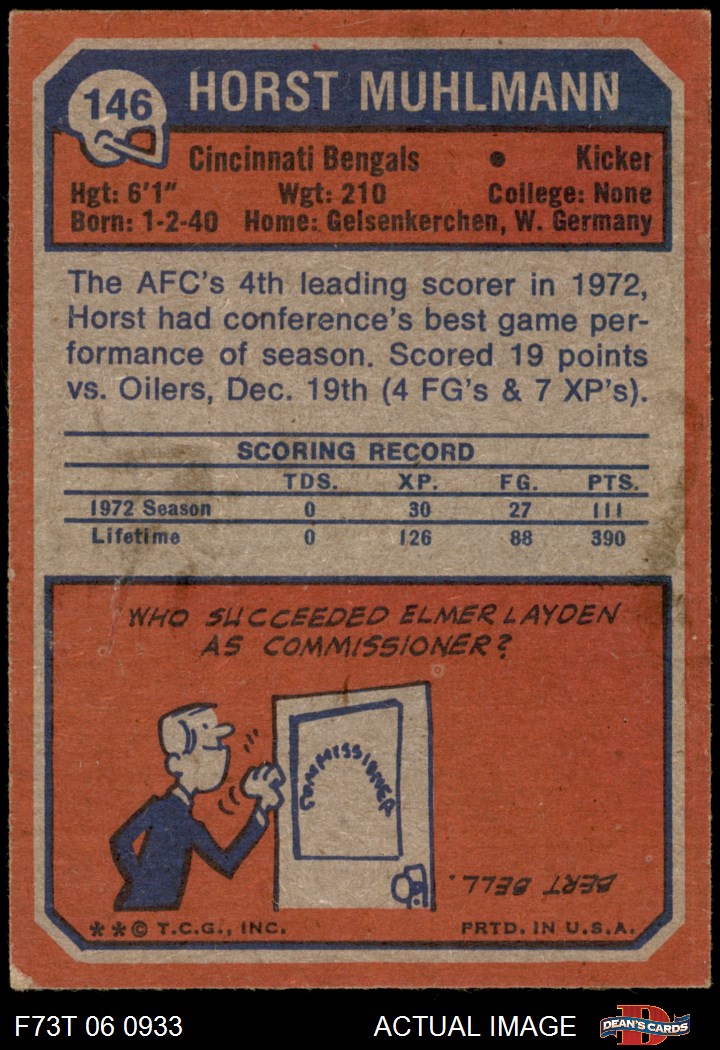 146
HORST MUHLMANN
Cincinnati Bengals • Kicker
Hgt: 6'1" Wgt: 210 College: None
Born: 1-2-40 Home: Gelsenkerchen, W. Germany
The AFC's 4th leading scorer in 1972,
Horst had conference's best game per-
formance of season. Scored 19 points
vs. Oilers, Dec. 19th (4 FG's & 7 XP's).
SCORING RECORD
TDS. XP. FG. PTS.
1972 Season 0 30 27 111
Lifetime 0 126 88 390
WHO SUCCEEDED ELMER LAYDEN
AS COMMISSIONER?
COMMISSIONER
BERT BELL.
**© T.C.G., INC. PRTD. IN U.S.A.
F73T 06 0933 ACTUAL IMAGE D DEAN'S CARDS